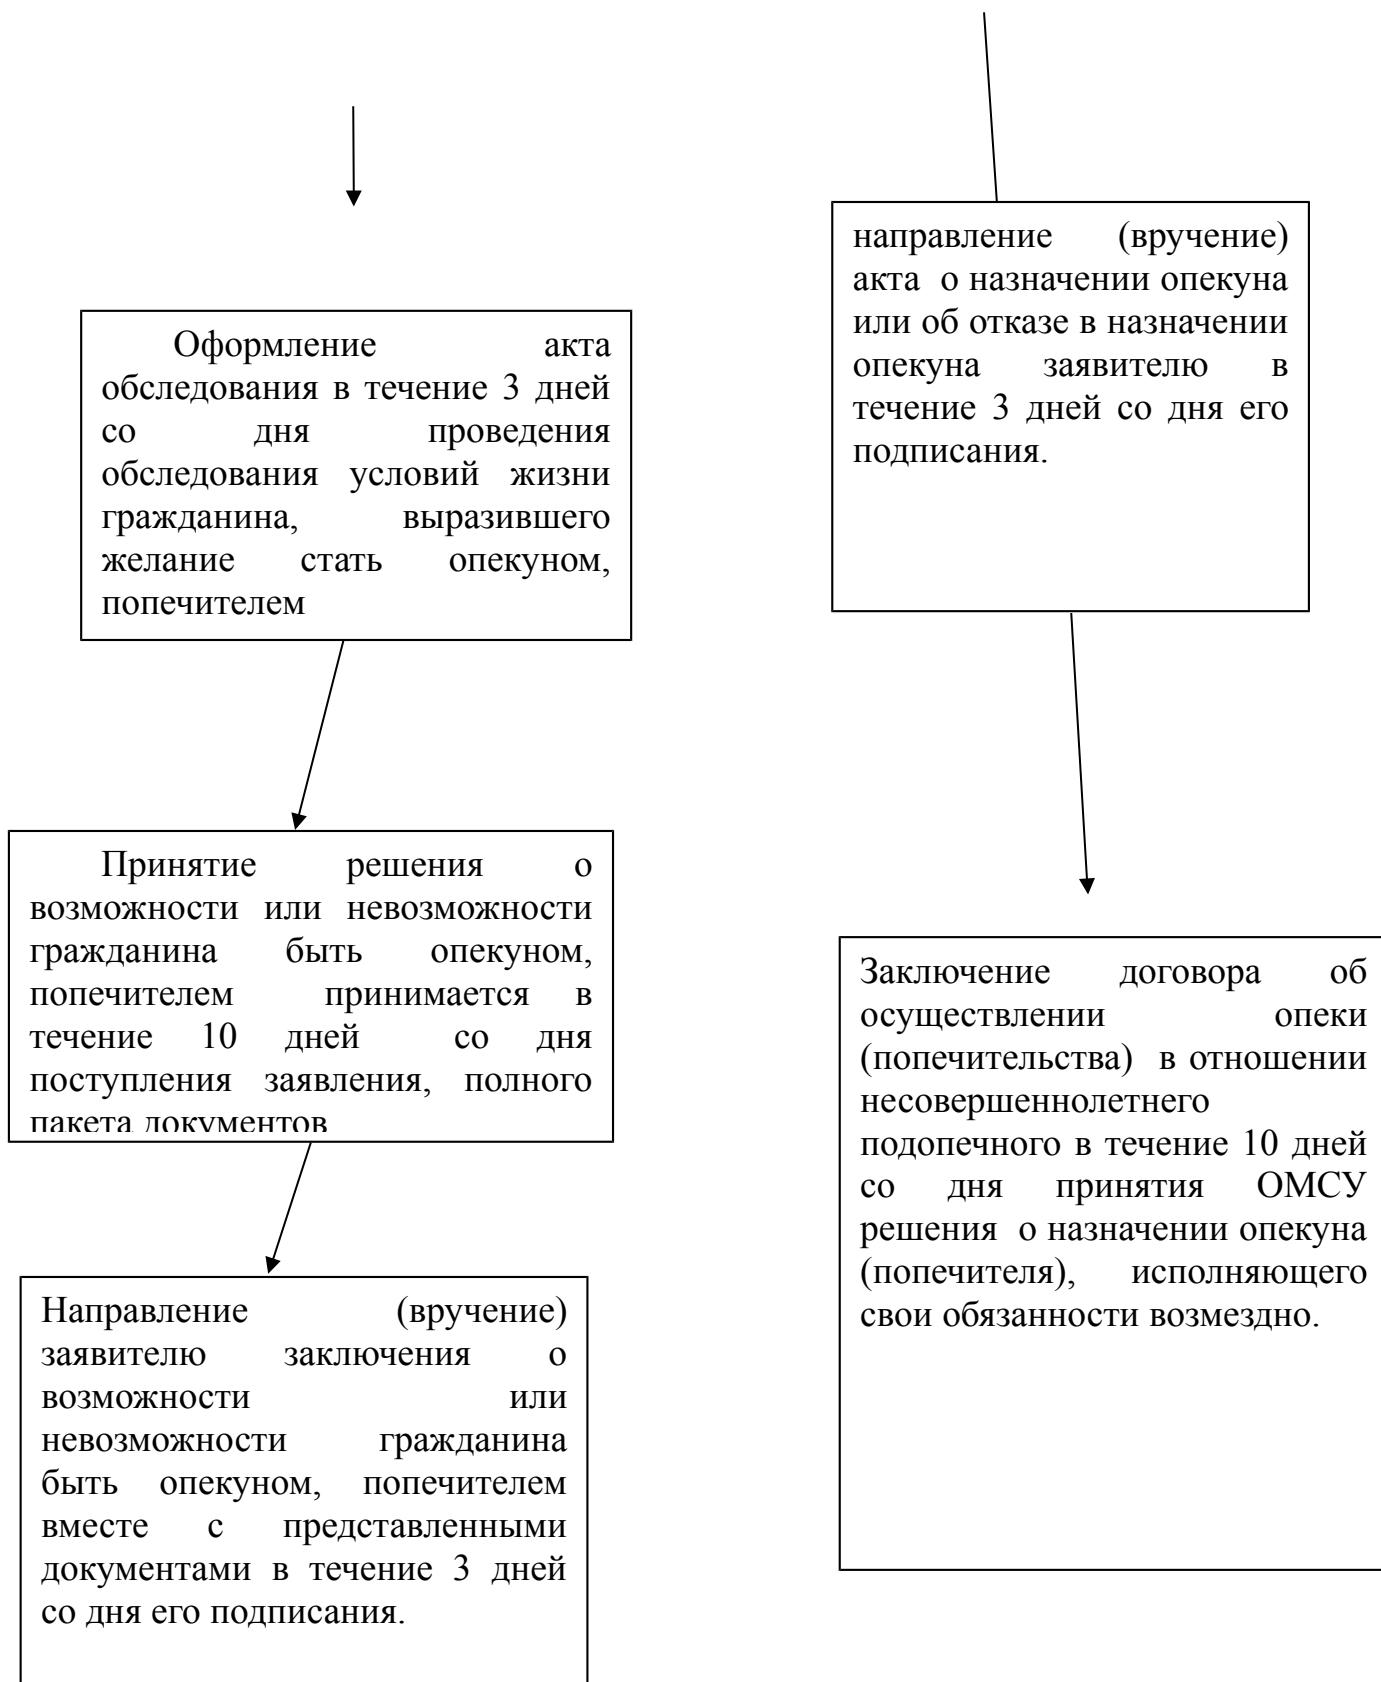 Оформление акта
обследования в течение 3 дней
со дня проведения
обследования условий жизни
гражданина, выразившего
желание стать опекуном,
попечителем
Принятие решения о
возможности или невозможности
гражданина быть опекуном,
попечителем принимается в
течение 10 дней со дня
поступления заявления, полного
пакета документов
Направление (вручение)
заявителю заключения о
возможности или
невозможности гражданина
быть опекуном, попечителем
вместе с представленными
документами в течение 3 дней
со дня его подписания.
направление (вручение)
акта о назначении опекуна
или об отказе в назначении
опекуна заявителю в
течение 3 дней со дня его
подписания.
Заключение договора об
осуществлении опеки
(попечительства) в отношении
несовершеннолетнего
подопечного в течение 10 дней
со дня принятия ОМСУ
решения о назначении опекуна
(попечителя), исполняющего
свои обязанности возмездно.